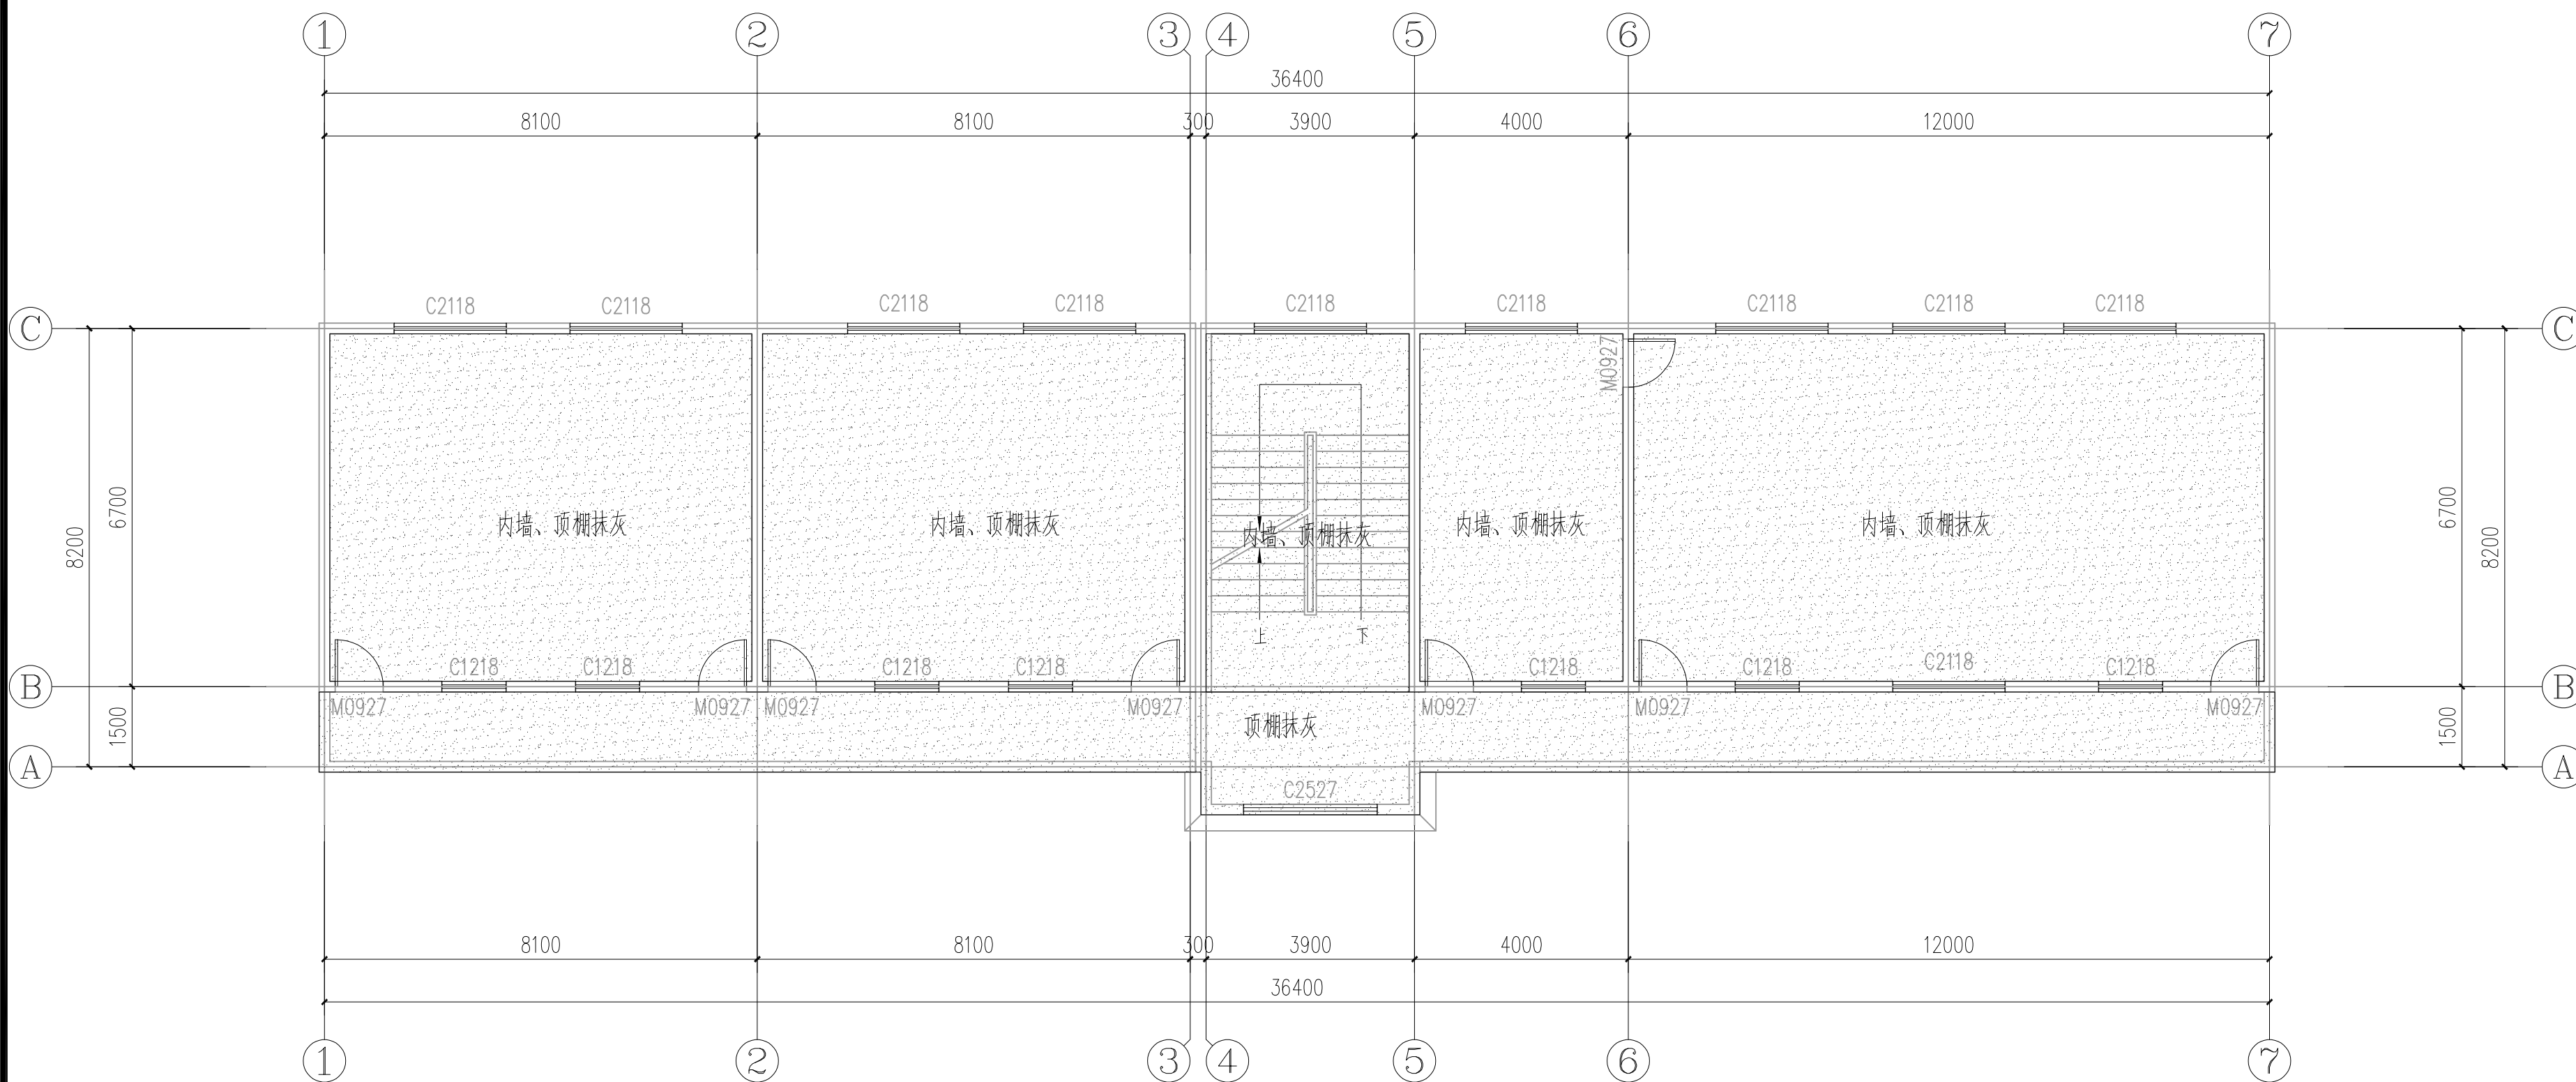 1 2 3 4 5 6 7
36400
8100 8100 300 3900 4000 12000
C2118 C2118 C2118 C2118 C2118 C2118 C2118 C2118 C2118
C C
M0927
6700 6700
8200 8200
内墙、顶棚抹灰 内墙、顶棚抹灰 内墙、顶棚抹灰 内墙、顶棚抹灰 内墙、顶棚抹灰
上 下
C1218 C1218 C1218 C1218 C1218 C1218 C2118 C1218
B B
M0927 M0927 M0927 M0927 M0927 M0927 M0927
1500 1500
顶棚抹灰
A A
C2527
8100 8100 300 3900 4000 12000
36400
1 2 3 4 5 6 7